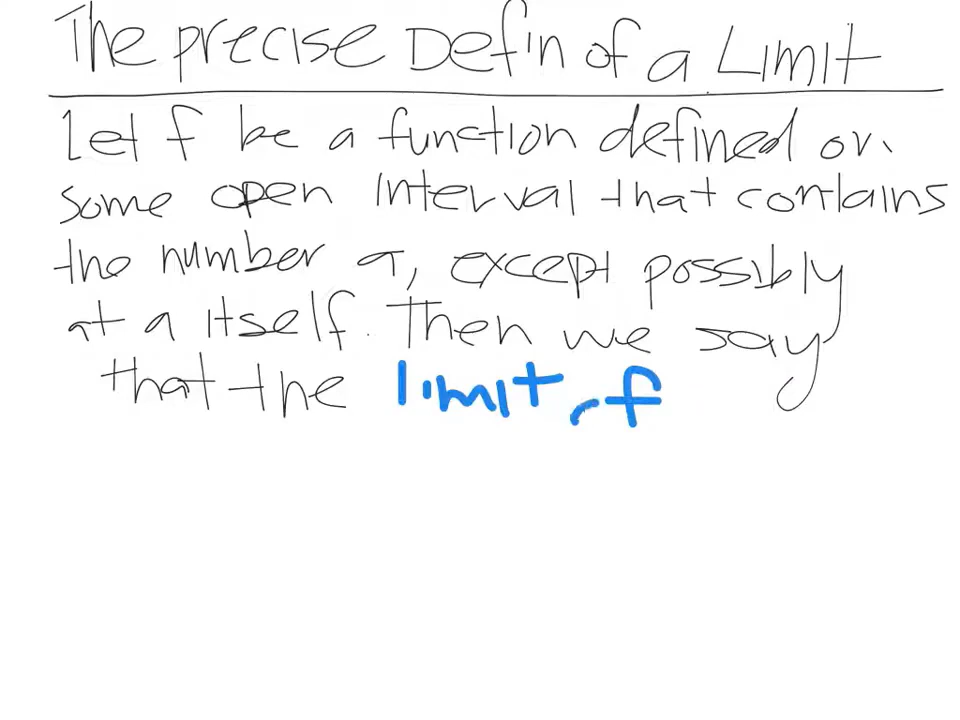 The precise Defin of a Limit
Let f be a function defined on
some open interval that contains
the number a, except possibly
at a itself. Then we say
that the limit of